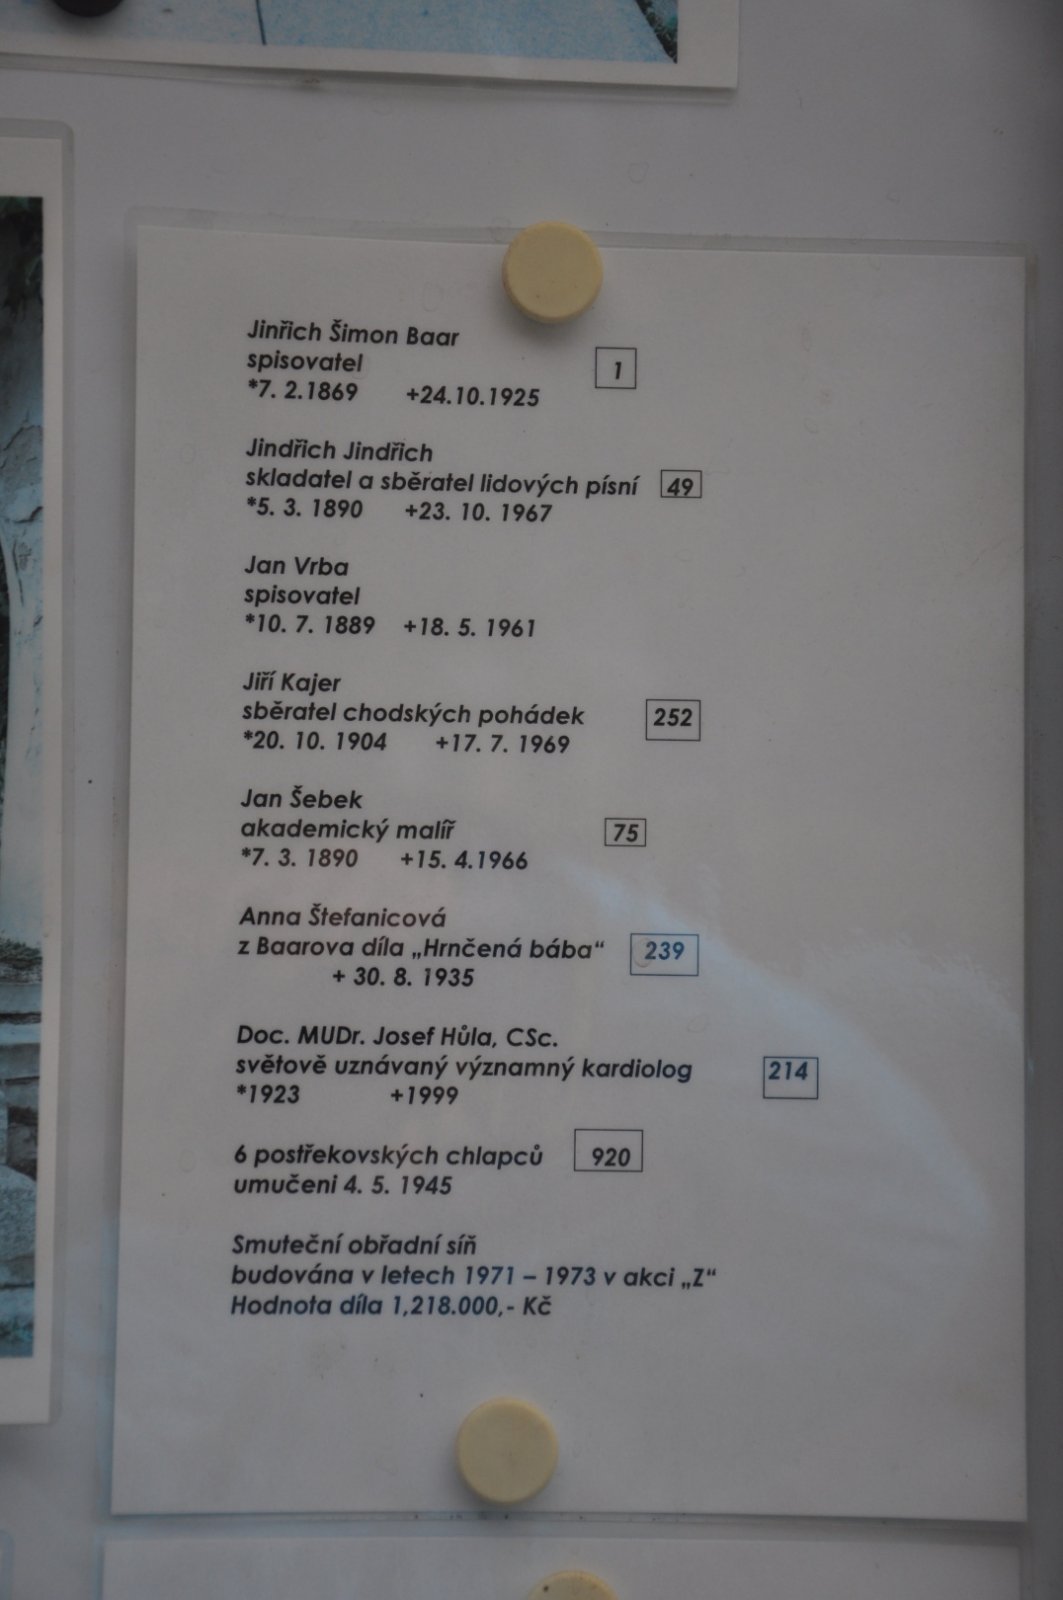 Jinřich Šimon Baar
spisovatel
*7. 2.1869 +24.10.1925
1
Jindřich Jindřich
skladatel a sběratel lidových písní 49
*5. 3. 1890 +23. 10. 1967
Jan Vrba
spisovatel
*10. 7. 1889 +18. 5. 1961
Jiří Kajer
sběratel chodských pohádek 252
*20. 10. 1904 +17. 7. 1969
Jan Šebek
akademický malíř 75
*7. 3. 1890 +15. 4.1966
Anna Štefanicová
z Baarova díla „Hrnčená bába“ 239
+ 30. 8. 1935
Doc. MUDr. Josef Hůla, CSc.
světově uznávaný významný kardiolog 214
*1923 +1999
6 postřekovských chlapců 920
umučeni 4. 5. 1945
Smuteční obřadní síň
budována v letech 1971 – 1973 v akci „Z“
Hodnota díla 1,218.000,- Kč